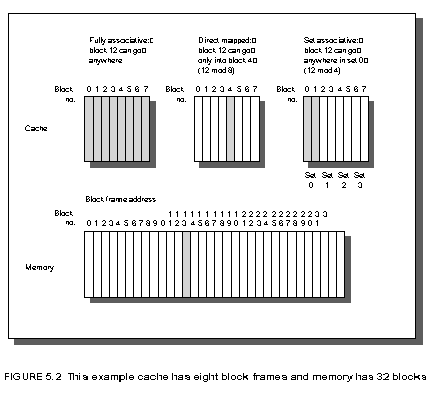 Fully associative:□
block 12 can go□
anywhere
Direct mapped:□
block 12 can go□
only into block 4□
(12 mod 8)
Set associative:□
block 12 can go□
anywhere in set 0□
(12 mod 4)
Block no. 0 1 2 3 4 5 6 7
Block no. 0 1 2 3 4 5 6 7
Block no. 0 1 2 3 4 5 6 7
Cache
Set Set Set Set
0 1 2 3
Block frame address
Block 1 1 1 1 1 1 1 1 1 1 2 2 2 2 2 2 2 2 2 2 3 3
no. 0 1 2 3 4 5 6 7 8 9 0 1 2 3 4 5 6 7 8 9 0 1 2 3 4 5 6 7 8 9 0 1
Memory
FIGURE 5.2 This example cache has eight block frames and memory has 32 blocks